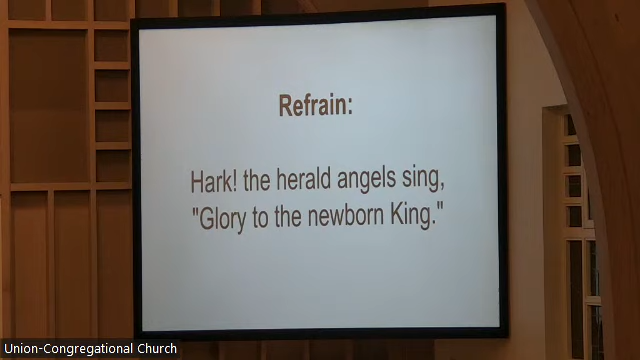 Refrain:
Hark! the herald angels sing,
"Glory to the newborn King."
Union-Congregational Church